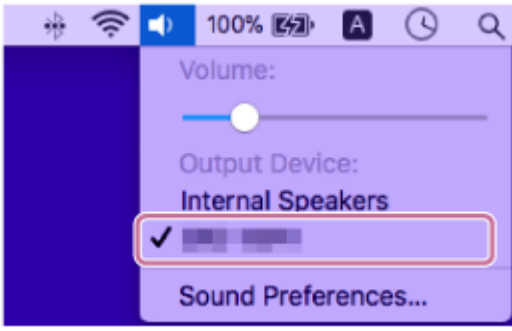 100% A
Volume:
Output Device:
Internal Speakers
Sound Preferences...